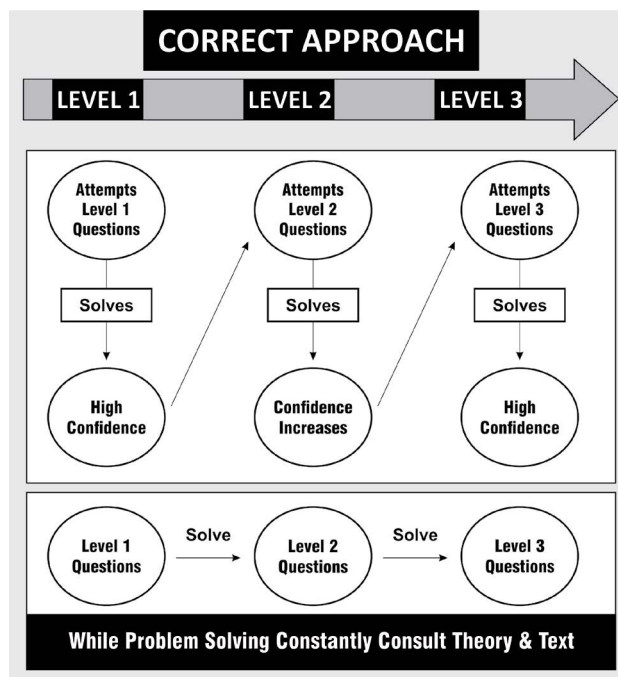 CORRECT APPROACH
LEVEL 1
LEVEL 2
LEVEL 3
Attempts
Level 1
Questions
Attempts
Level 2
Questions
Attempts
Level 3
Questions
Solves
Solves
Solves
High
Confidence
Confidence
Increases
High
Confidence
Level 1
Questions
Solve
Level 2
Questions
Solve
Level 3
Questions
While Problem Solving Constantly Consult Theory & Text